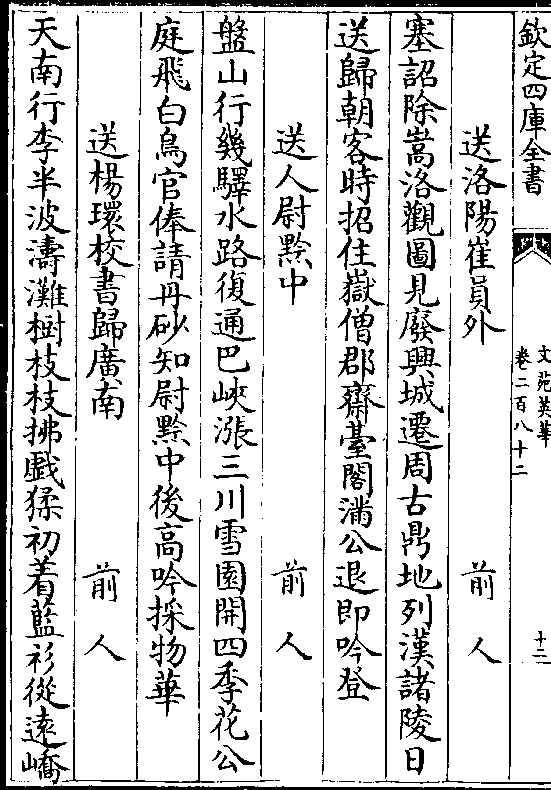 欽定四庫全書
文苑英華
卷二百八十二
十二
送洛陽崔員外 前人
塞詔除嵩洛觀圖見廢興城遷周古鼎地列漢諸陵日
送歸朝客時招住嶽僧郡齋臺閣滿公退即吟登
送人尉黔中 前人
盤山行幾驛水路復通巴峽漲三川雪園開四季花公
庭飛白鳥官俸請丹砂知尉黔中後高吟採物華
送楊環校書歸廣南 前人
天南行李半波濤灘樹枝枝拂戲猱初着藍衫從遠嶠